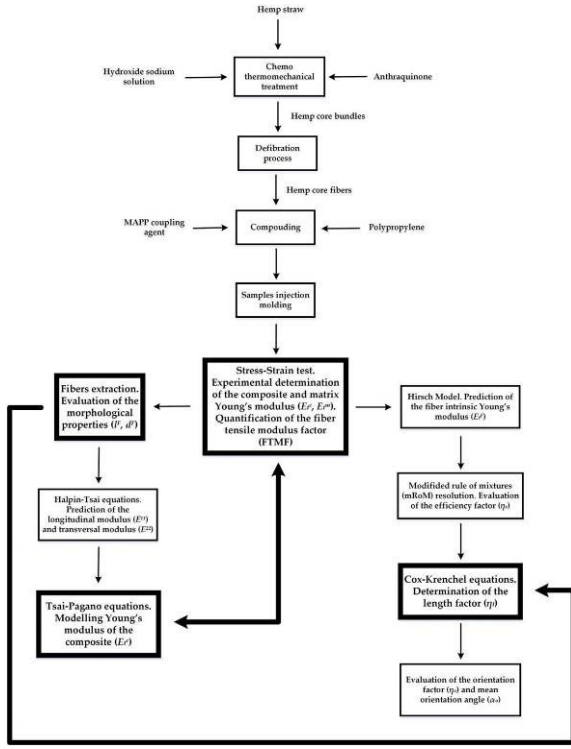 Hemp straw
Chemo
thermomechanical
treatment
Hydroxide sodium
solution
Anthraquinone
Hemp core bundles
Defibration
process
Hemp core fibers
MAPP coupling
agent
Compouding
Polypropylene
Samples injection
molding
Stress-Strain test.
Experimental determination
of the composite and matrix
Young's modulus (Eₜᶜ, Eₜᵐ).
Quantification of the fiber
tensile modulus factor
(FTMF)
Fibers extraction.
Evaluation of the
morphological
properties (lᶠ, dᶠ)
Hirsch Model. Prediction of
the fiber intrinsic Young's
modulus (Eₜᶠ)
Halpin-Tsai equations.
Prediction of the
longitudinal modulus (E¹¹)
and transversal modulus (E²²)
Modifided rule of mixtures
(mRoM) resolution. Evaluation
of the efficiency factor (ηₑ)
Tsai-Pagano equations.
Modelling Young's
modulus of the
composite (Eₜᶜ)
Cox-Krenchel equations.
Determination of the
length factor (ηₗ)
Evaluation of the orientation
factor (ηₒ) and mean
orientation angle (αₒ)